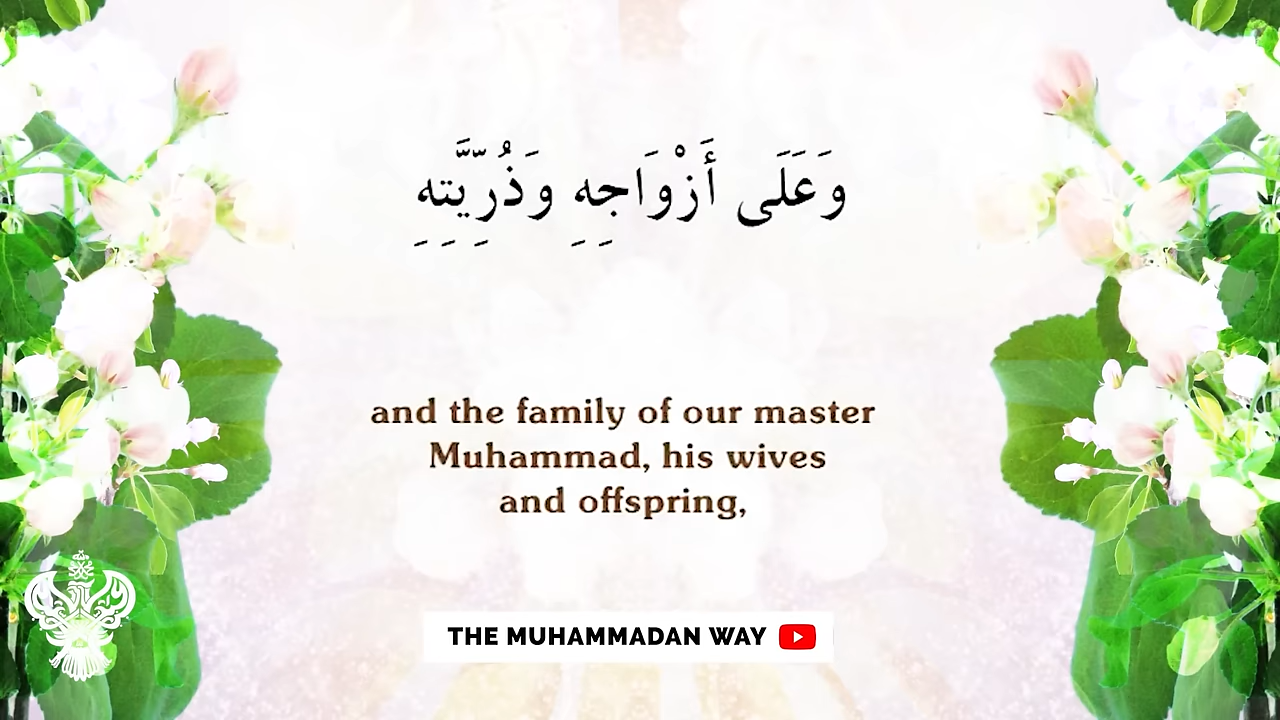 وَعَلَى أَزْوَاجِهِ وَذُرِّيَّتِهِ
and the family of our master
Muhammad, his wives
and offspring,
THE MUHAMMADAN WAY